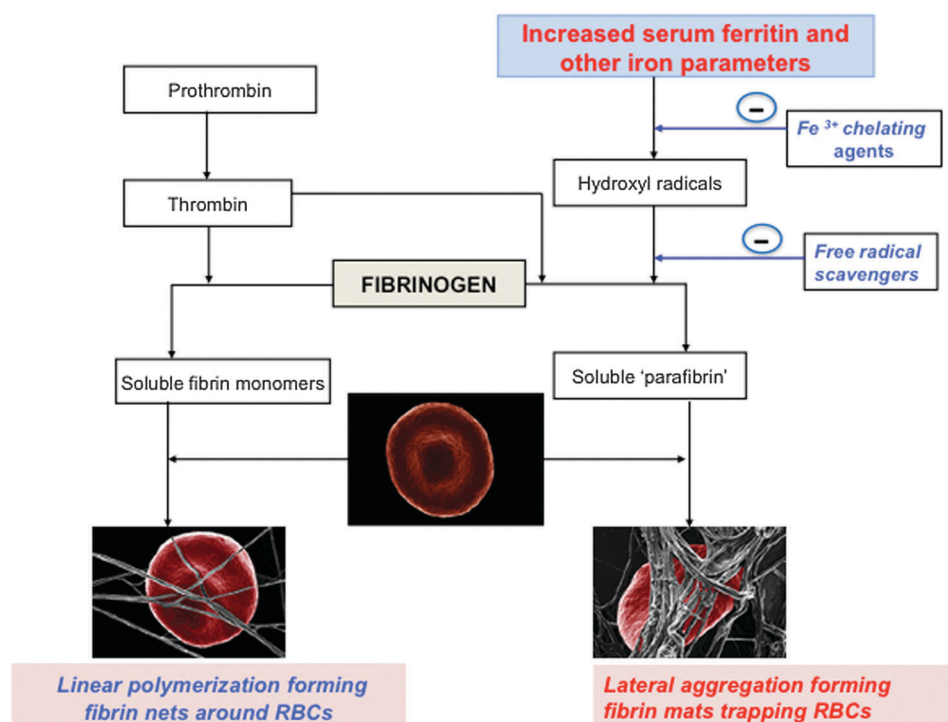 Increased serum ferritin and
other iron parameters
Prothrombin
−
Fe ³⁺ chelating
agents
Hydroxyl radicals
Thrombin
−
Free radical
scavengers
FIBRINOGEN
Soluble fibrin monomers
Soluble ‘parafibrin’
Linear polymerization forming
fibrin nets around RBCs
Lateral aggregation forming
fibrin mats trapping RBCs